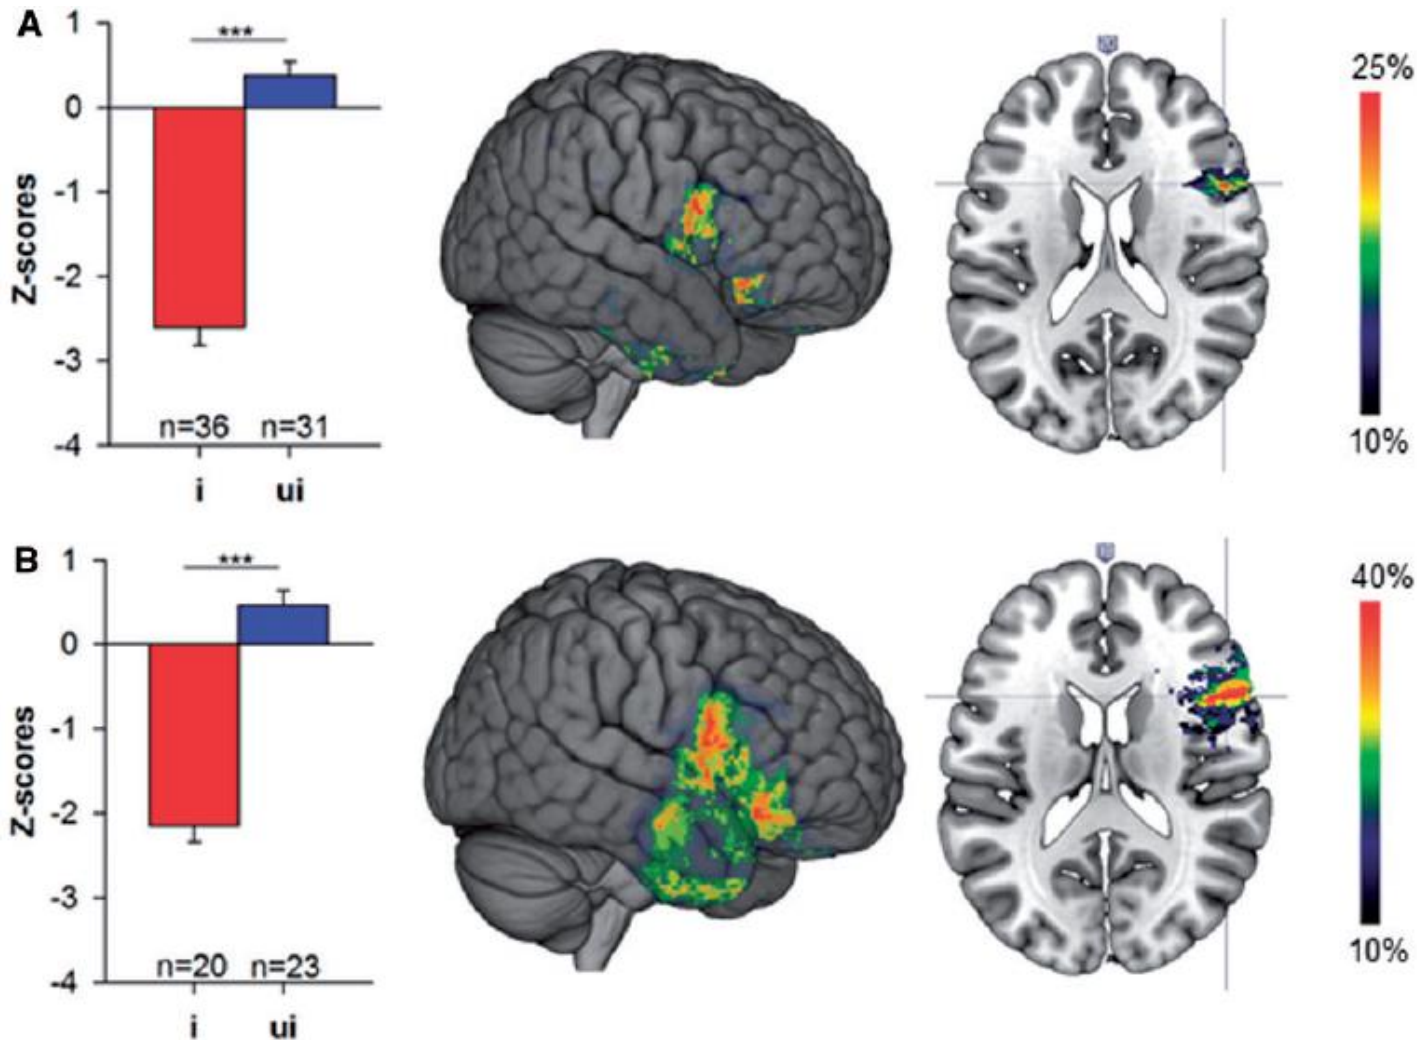 A
1
***
25%
0
-1
Z-scores
-2
-3
n=36 n=31
-4
10%
i ui
B
1
***
40%
0
-1
Z-scores
-2
-3
n=20 n=23
-4
10%
i ui